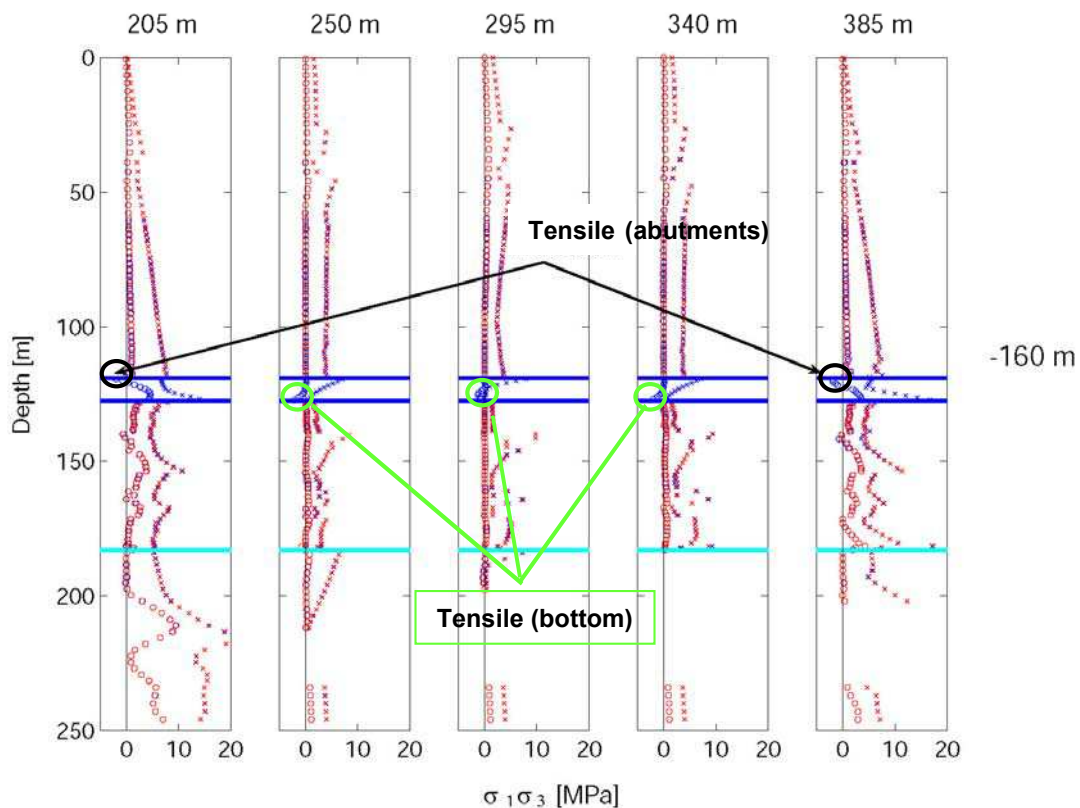 205 m 250 m 295 m 340 m 385 m
0
50
Tensile (abutments)
100
-160 m
Depth [m]
150
200
Tensile (bottom)
250
0 10 20 0 10 20 0 10 20 0 10 20 0 10 20
σ 1 σ 3 [MPa]